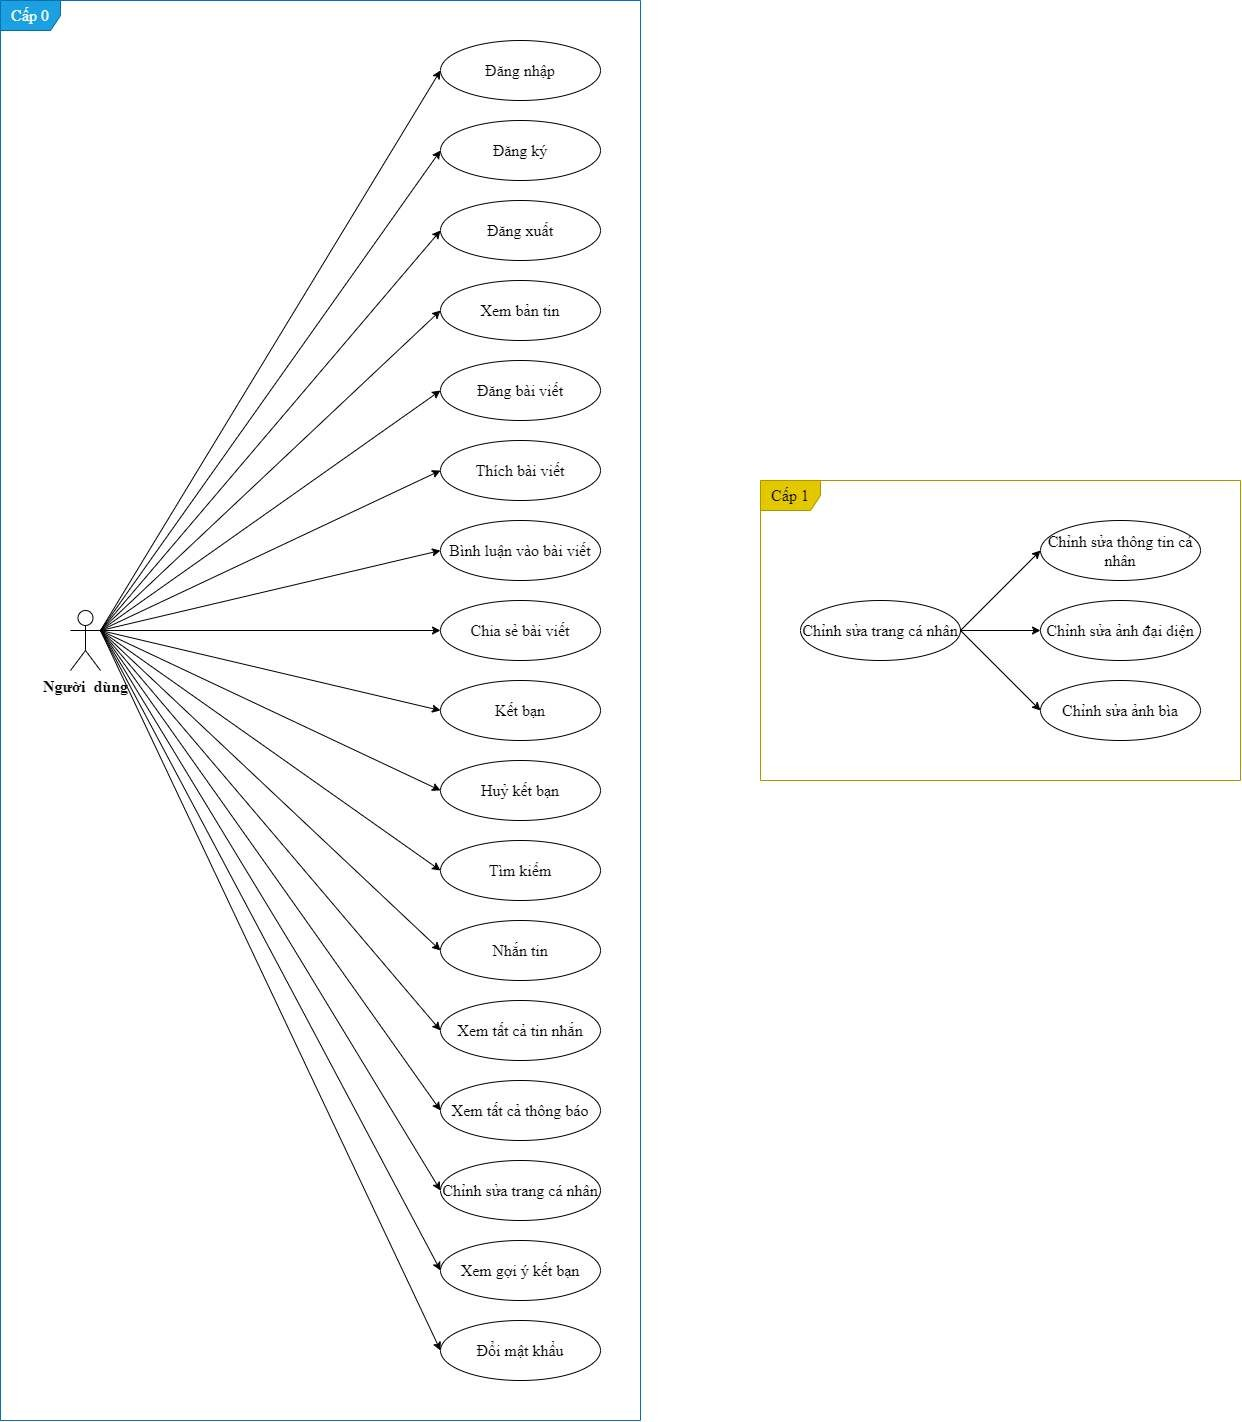 Cấp 0
Đăng nhập
Đăng ký
Đăng xuất
Xem bản tin
Đăng bài viết
Thích bài viết
Bình luận vào bài viết
Chia sẻ bài viết
Người dùng
Kết bạn
Huỷ kết bạn
Tìm kiếm
Nhắn tin
Xem tất cả tin nhắn
Xem tất cả thông báo
Chỉnh sửa trang cá nhân
Xem gợi ý kết bạn
Đổi mật khẩu
Cấp 1
Chỉnh sửa trang cá nhân
Chỉnh sửa thông tin cá
nhân
Chỉnh sửa ảnh đại diện
Chỉnh sửa ảnh bìa